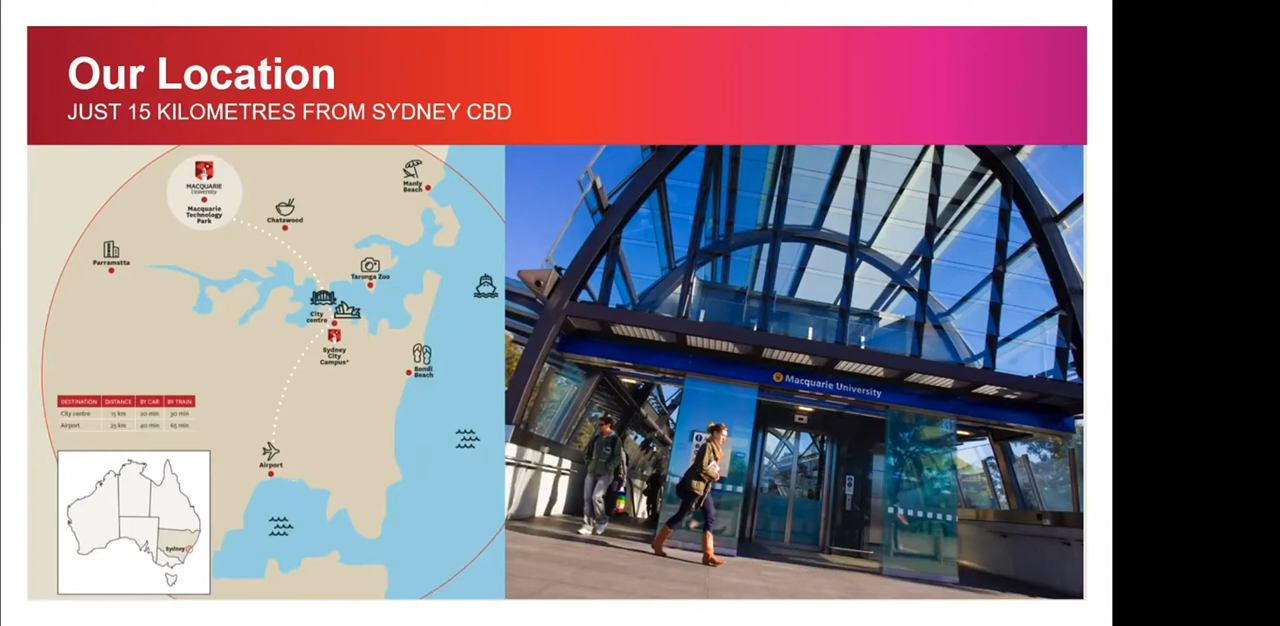 Our Location
JUST 15 KILOMETRES FROM SYDNEY CBD
MACQUARIE
University
Macquarie
Technology
Park
Manly
Beach
Chatswood
Parramatta
Taronga Zoo
City
centre
Sydney
City
Campus*
Bondi
Beach
DESTINATION DISTANCE BY CAR BY TRAIN
City centre 15 km 20 min 30 min
Airport 25 km 40 min 65 min
Airport
Sydney
Macquarie University